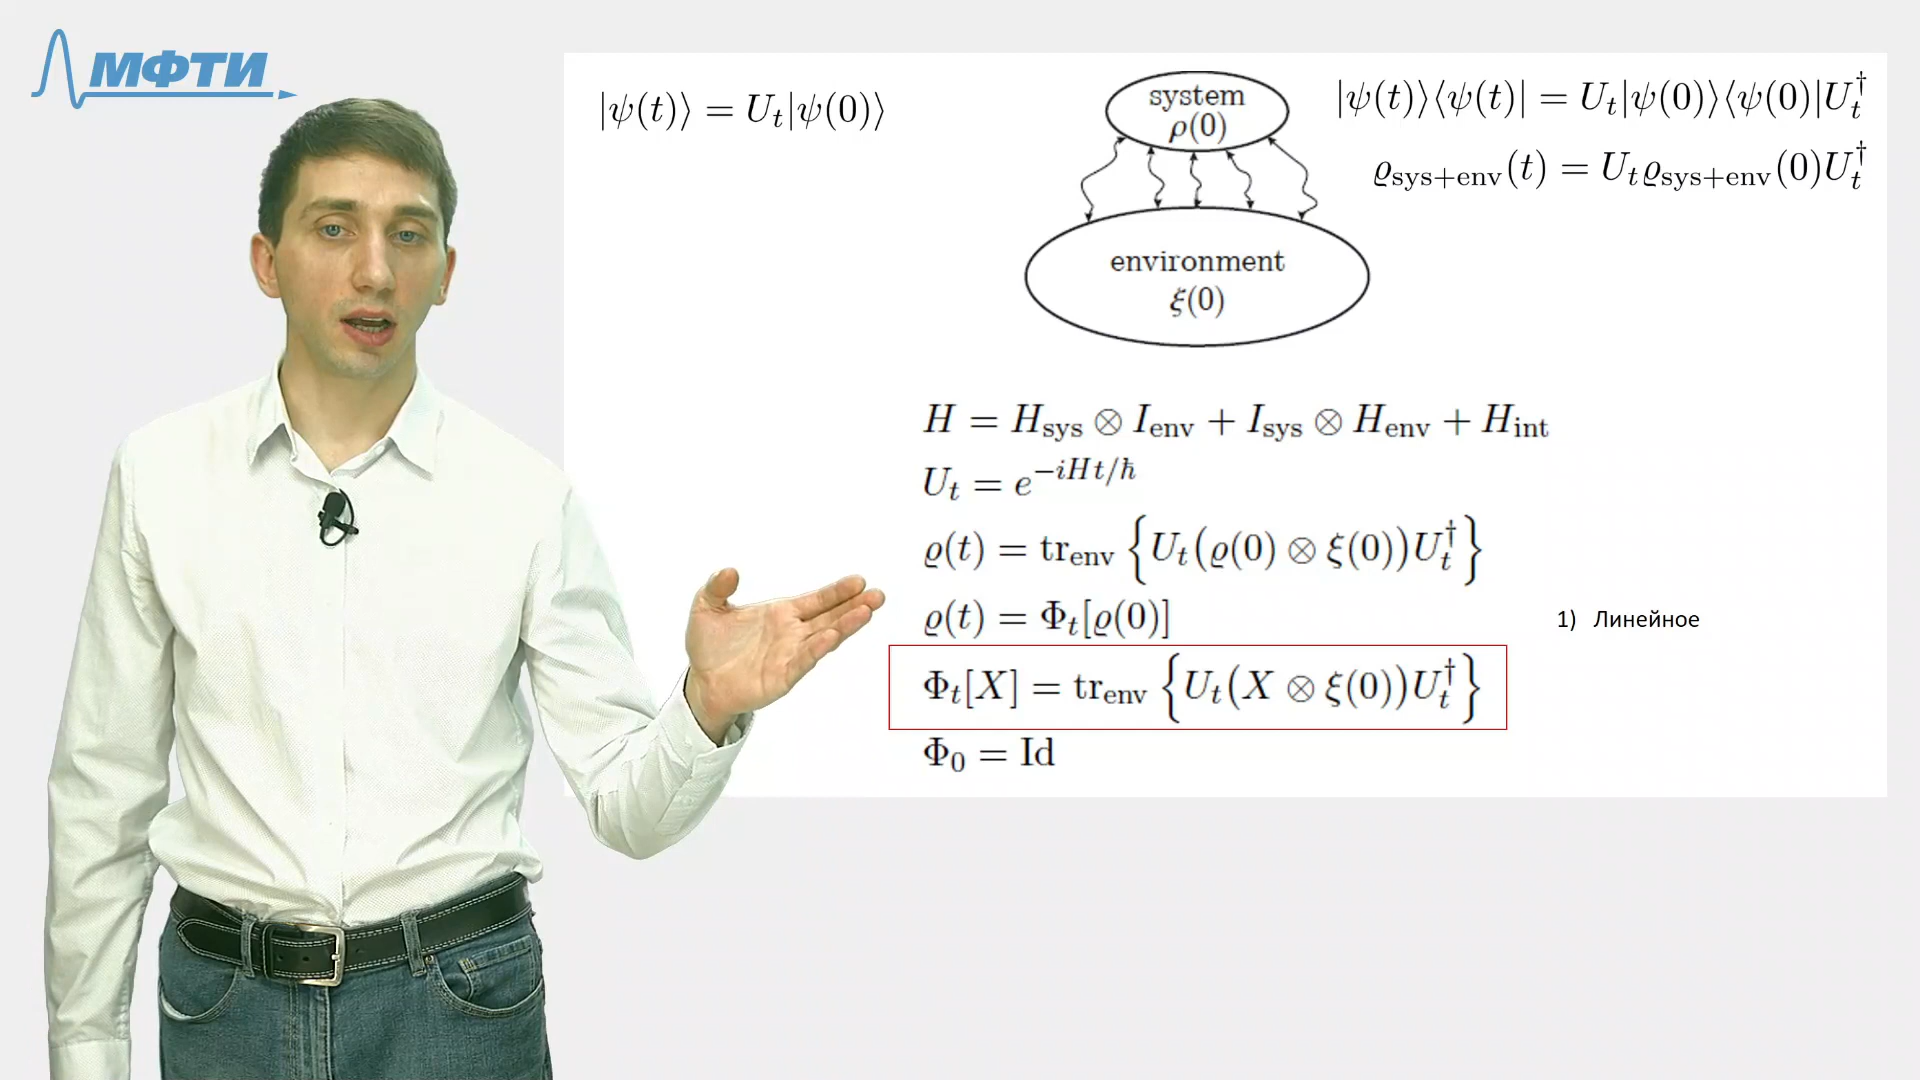 МФТИ
|ψ(t)⟩ = U_t|ψ(0)⟩
system
ρ(0)
environment
ξ(0)
|ψ(t)⟩⟨ψ(t)| = U_t|ψ(0)⟩⟨ψ(0)|U_t^†
ϱ_sys+env(t) = U_tϱ_sys+env(0)U_t^†
H = H_sys ⊗ I_env + I_sys ⊗ H_env + H_int
U_t = e^{−iHt/ħ}
ϱ(t) = tr_env {U_t(ϱ(0) ⊗ ξ(0))U_t^†}
ϱ(t) = Φ_t[ϱ(0)]
1) Линейное
Φ_t[X] = tr_env {U_t(X ⊗ ξ(0))U_t^†}
Φ_0 = Id